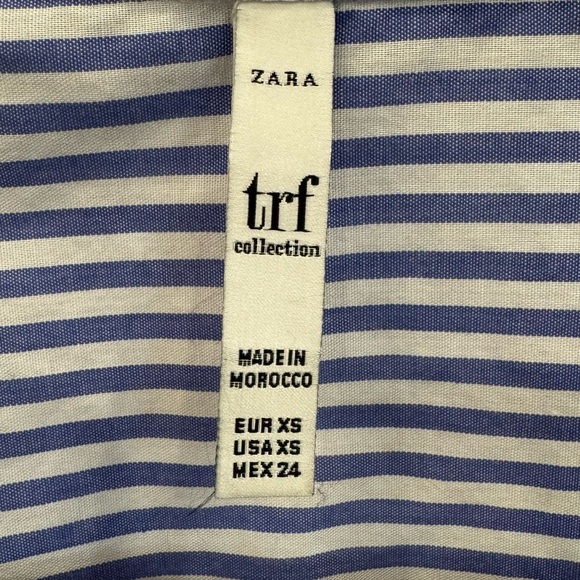 ZARA
trf
collection
MADE IN
MOROCCO
EUR XS
USA XS
MEX 24